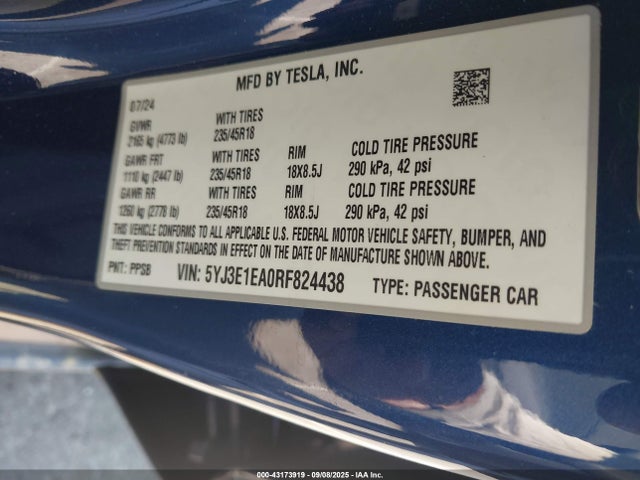 MFD BY TESLA, INC.
07/24
GVWR WITH TIRES
2165 kg (4773 lb) 235/45R18
GAWR FRT WITH TIRES RIM COLD TIRE PRESSURE
1110 kg (2447 lb) 235/45R18 18X8.5J 290 kPa, 42 psi
GAWR RR WITH TIRES RIM COLD TIRE PRESSURE
1260 kg (2778 lb) 235/45R18 18X8.5J 290 kPa, 42 psi
THIS VEHICLE CONFORMS TO ALL APPLICABLE U.S. FEDERAL MOTOR VEHICLE SAFETY, BUMPER, AND
THEFT PREVENTION STANDARDS IN EFFECT ON THE DATE OF MANUFACTURE SHOWN ABOVE.
PNT: PPSB VIN: 5YJ3E1EA0RF824438 TYPE: PASSENGER CAR
000-43173919 - 09/08/2025 - IAA Inc.